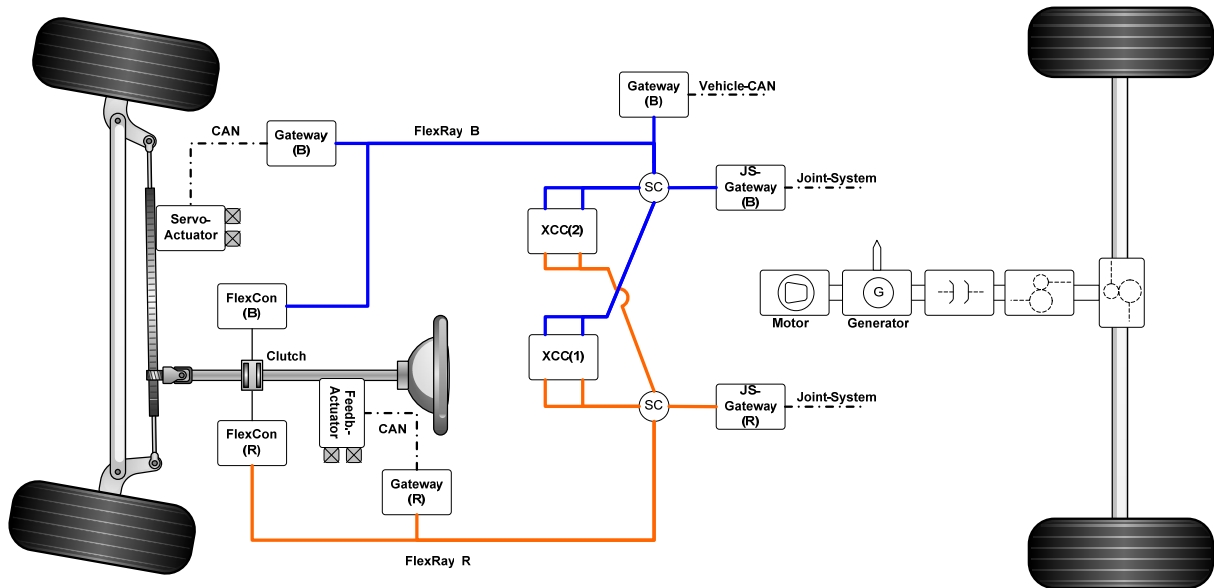 Gateway
(B)
Vehicle-CAN
CAN
Gateway
(B)
FlexRay B
JS-
Gateway
(B)
Joint-System
SC
Servo-
Actuator
XCC(2)
FlexCon
(B)
G
Motor
Generator
XCC(1)
Clutch
Feedb.-
Actuator
JS-
Gateway
(R)
Joint-System
SC
FlexCon
(R)
CAN
Gateway
(R)
FlexRay R